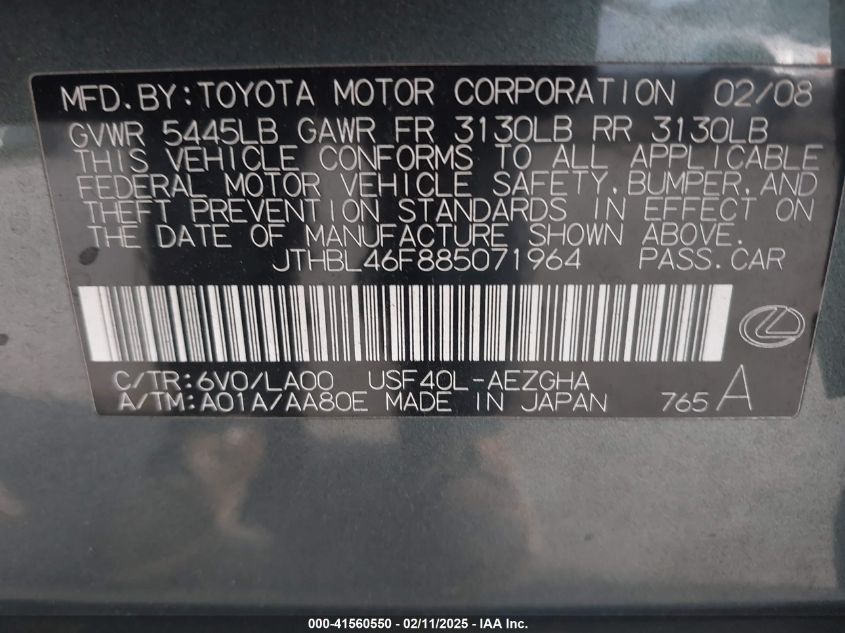 MFD.BY:TOYOTA MOTOR CORPORATION 02/08
GVWR 5445LB GAWR FR 3130LB RR 3130LB
THIS VEHICLE CONFORMS TO ALL APPLICABLE
FEDERAL MOTOR VEHICLE SAFETY,BUMPER,AND
THEFT PREVENTION STANDARDS IN EFFECT ON
THE DATE OF MANUFACTURE SHOWN ABOVE.
JTHBL46F885071964 PASS.CAR
C/TR:6V0/LA00 USF40L-AEZGHA
A/TM:A01A/AA80E MADE IN JAPAN 765 A
000-41560550 - 02/11/2025 - IAA Inc.